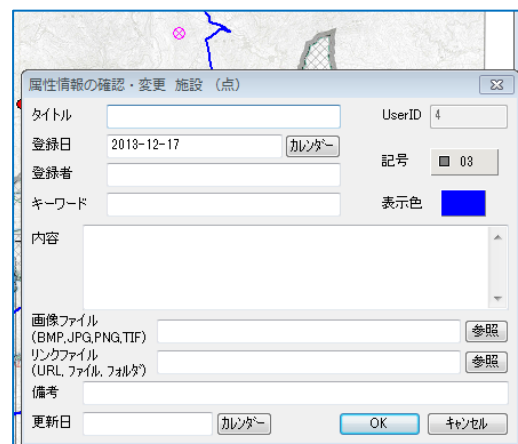 属性情報の確認・変更 施設 (点)
タイトル
UserID 4
登録日 2013-12-17 カレンダー
記号 03
登録者
キーワード
表示色
内容
画像ファイル
(BMP,JPG,PNG,TIF)
参照
リンクファイル
(URL, ファイル, フォルダ)
参照
備考
更新日 カレンダー OK キャンセル